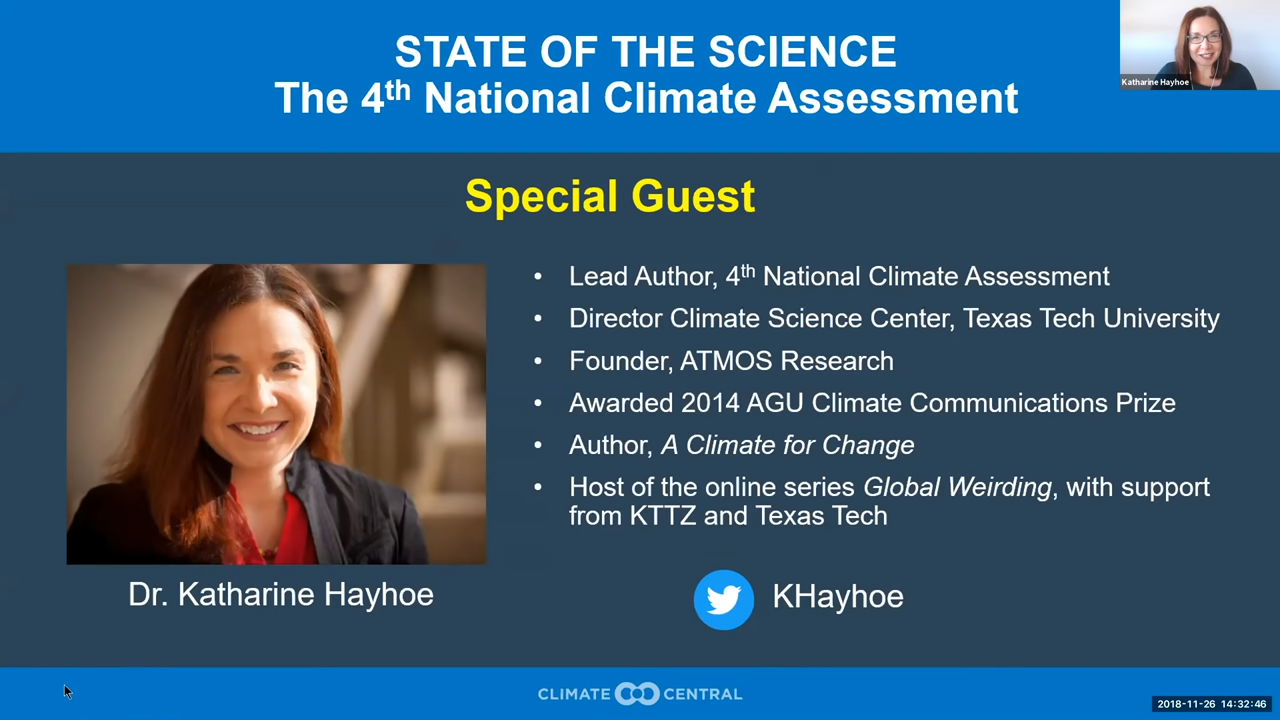 STATE OF THE SCIENCE
The 4th National Climate Assessment
Katharine Hayhoe
Special Guest
• Lead Author, 4th National Climate Assessment
• Director Climate Science Center, Texas Tech University
• Founder, ATMOS Research
• Awarded 2014 AGU Climate Communications Prize
• Author, A Climate for Change
• Host of the online series Global Weirding, with support
from KTTZ and Texas Tech
Dr. Katharine Hayhoe
KHayhoe
CLIMATE CENTRAL
2018-11-26 14:32:46